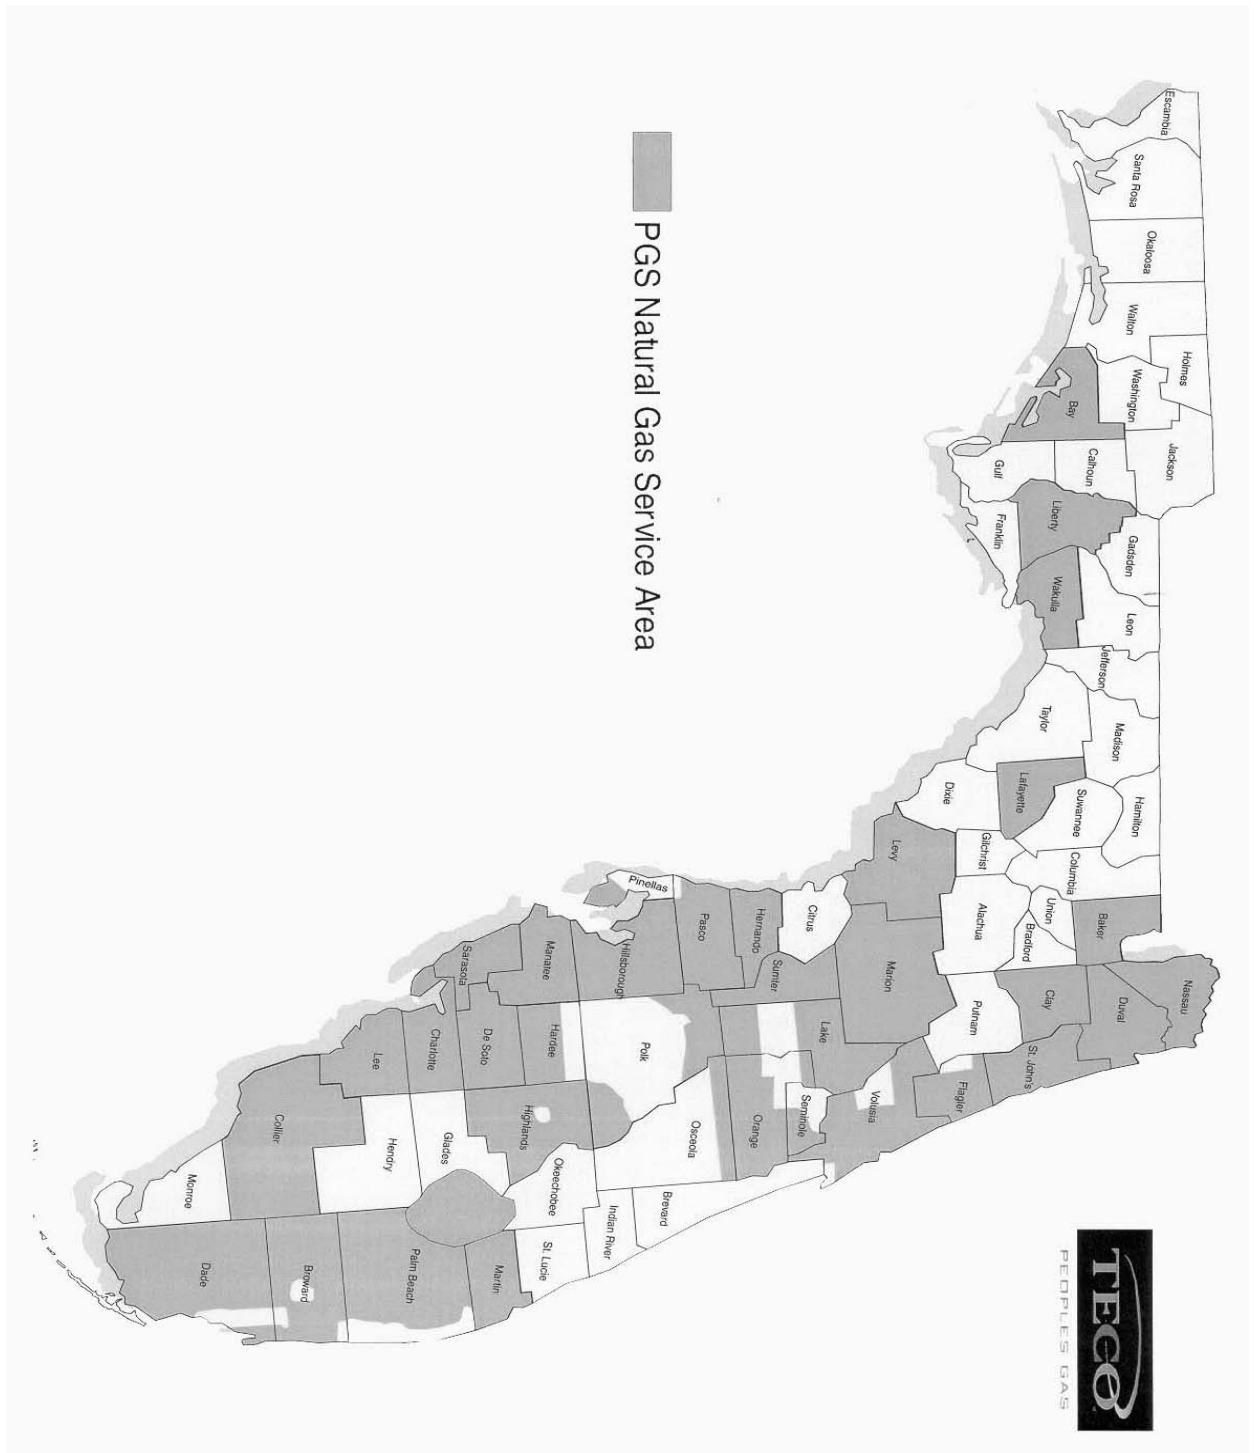 PGS Natural Gas Service Area
TECO
PEOPLES GAS
Escambia
Santa Rosa
Okaloosa
Walton
Holmes
Washington
Bay
Jackson
Calhoun
Gulf
Liberty
Franklin
Gadsden
Wakulla
Leon
Jefferson
Taylor
Madison
Hamilton
Lafayette
Suwannee
Dixie
Gilchrist
Columbia
Levy
Alachua
Union
Bradford
Baker
Nassau
Duval
Clay
St. John's
Putnam
Flagler
Marion
Citrus
Hernando
Sumter
Pasco
Pinellas
Hillsborough
Lake
Volusia
Seminole
Orange
Osceola
Polk
Brevard
Manatee
Sarasota
Hardee
De Soto
Charlotte
Highlands
Okeechobee
Indian River
St. Lucie
Martin
Glades
Lee
Hendry
Collier
Palm Beach
Broward
Monroe
Dade